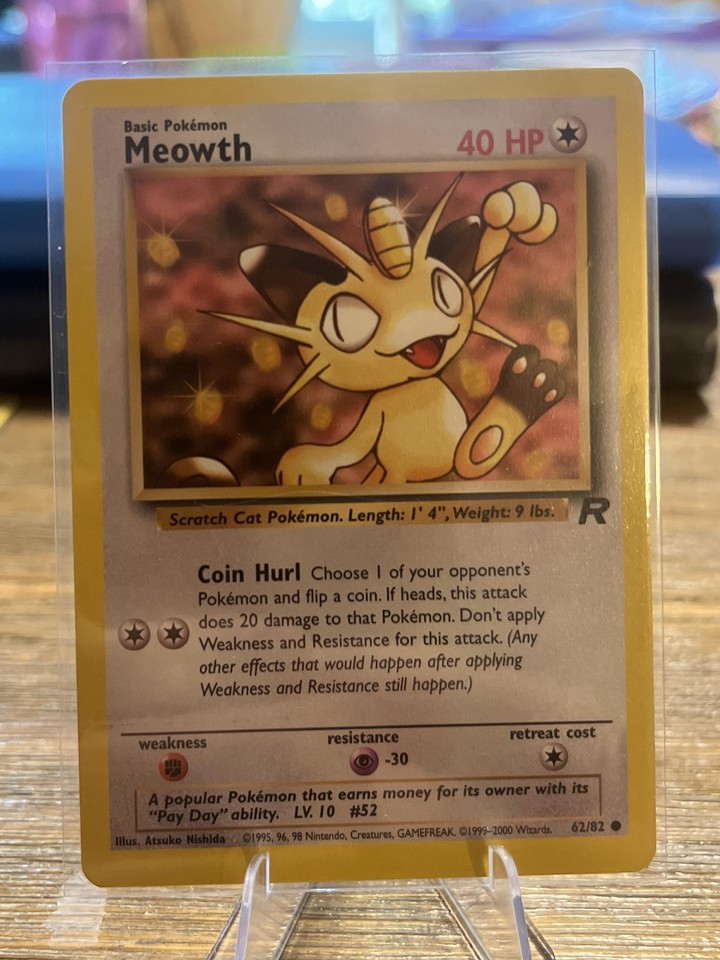 Basic Pokémon
Meowth
40 HP
Scratch Cat Pokémon. Length: 1' 4", Weight: 9 lbs.
R
Coin Hurl Choose 1 of your opponent's
Pokémon and flip a coin. If heads, this attack
does 20 damage to that Pokémon. Don't apply
Weakness and Resistance for this attack. (Any
other effects that would happen after applying
Weakness and Resistance still happen.)
weakness
resistance
retreat cost
-30
A popular Pokémon that earns money for its owner with its
"Pay Day" ability. LV. 10 #52
Illus. Atsuko Nishida ©1995, 96, 98 Nintendo, Creatures, GAMEFREAK. ©1999-2000 Wizards. 62/82